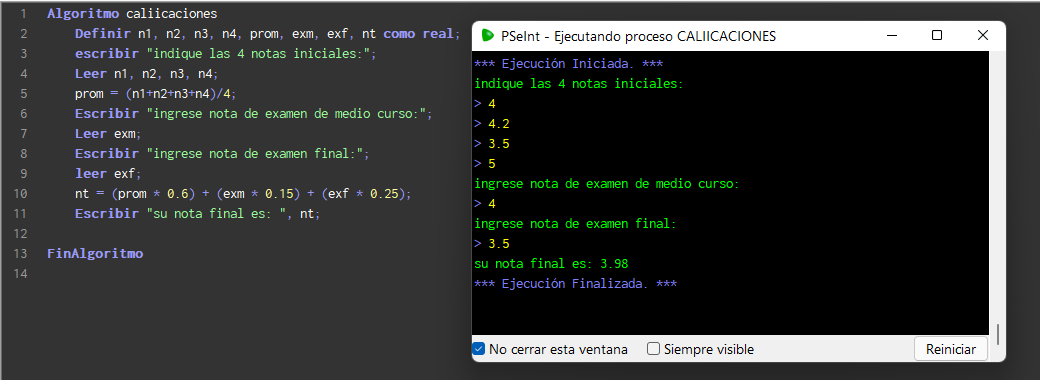 1 Algoritmo caliicaciones
2 Definir n1, n2, n3, n4, prom, exm, exf, nt como real;
3 escribir "indique las 4 notas iniciales:";
4 Leer n1, n2, n3, n4;
5 prom = (n1+n2+n3+n4)/4;
6 Escribir "ingrese nota de examen de medio curso:";
7 Leer exm;
8 Escribir "ingrese nota de examen final:";
9 leer exf;
10 nt = (prom * 0.6) + (exm * 0.15) + (exf * 0.25);
11 Escribir "su nota final es: ", nt;
12
13 FinAlgoritmo
14
PSeInt - Ejecutando proceso CALIICACIONES
*** Ejecución Iniciada. ***
indique las 4 notas iniciales:
> 4
> 4.2
> 3.5
> 5
ingrese nota de examen de medio curso:
> 4
ingrese nota de examen final:
> 3.5
su nota final es: 3.98
*** Ejecución Finalizada. ***
No cerrar esta ventana Siempre visible Reiniciar